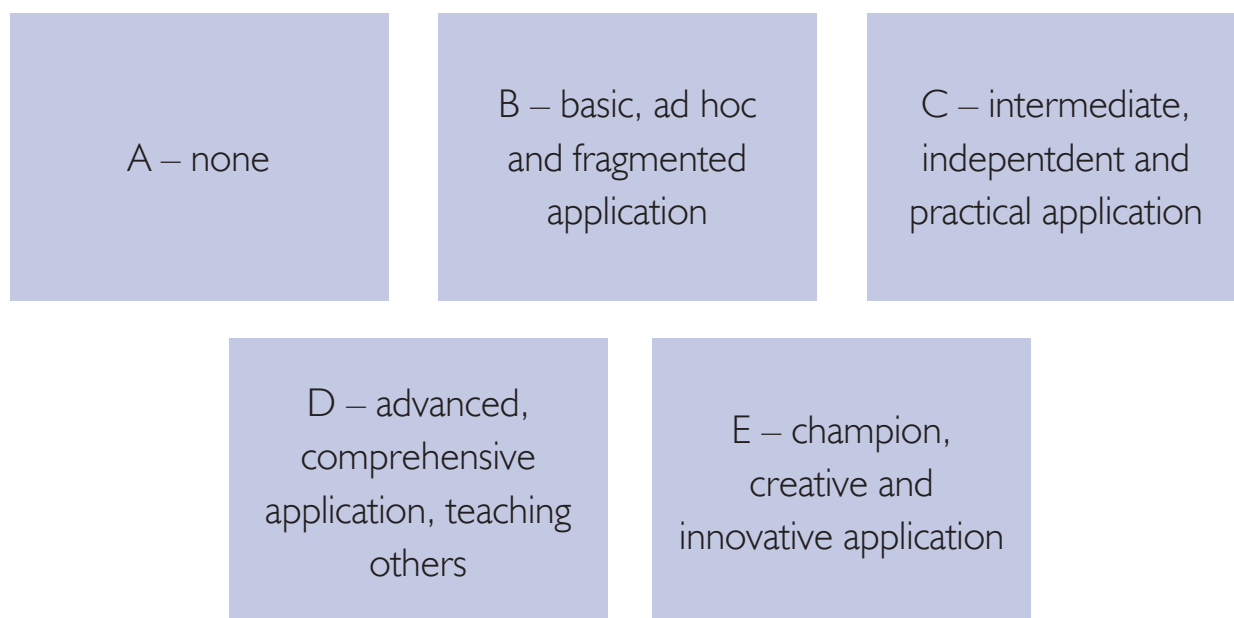 A – none
B – basic, ad hoc
and fragmented
application
C – intermediate,
indepentdent and
practical application
D – advanced,
comprehensive
application, teaching
others
E – champion,
creative and
innovative application